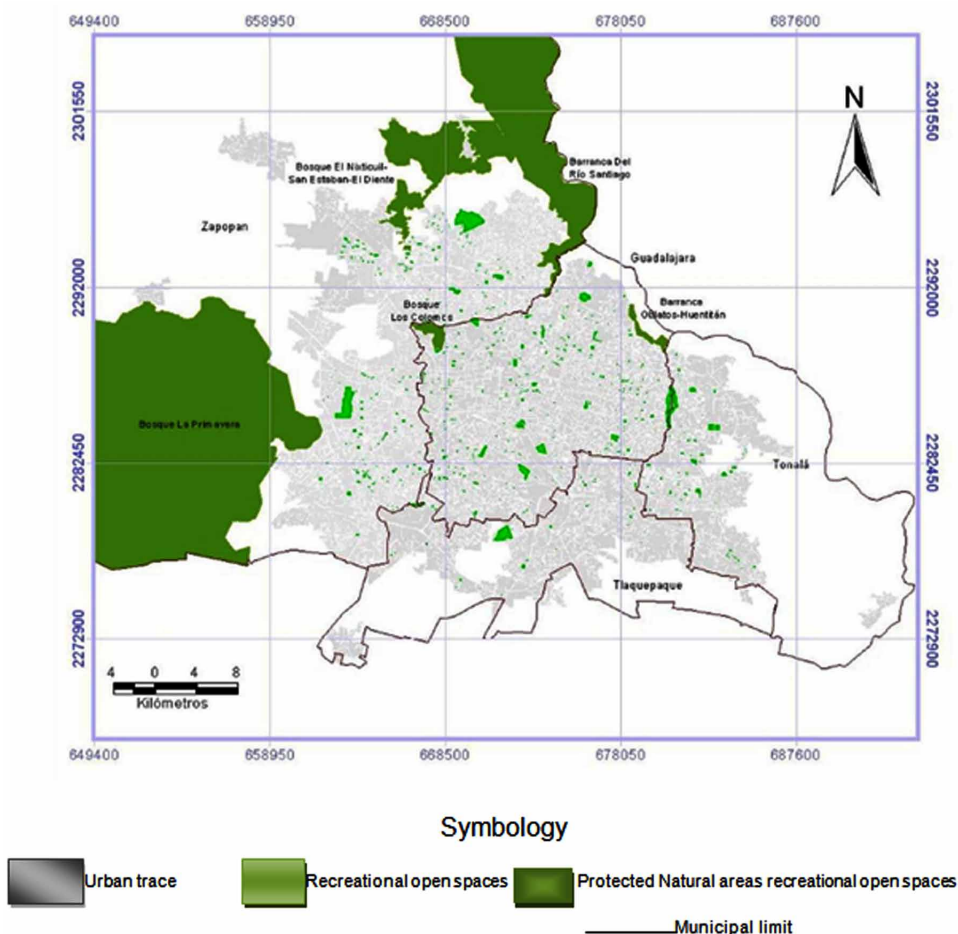 649400 658950 668500 678050 687600
2301550
2301550
N
Bosque El Nixticuil-
San Esteban-El Diente
Barranca Del
Río Santiago
Zapopan
Guadalajara
2292000
2292000
Bosque
Los Colomos
Barranca
Oblatos-Huentitán
Bosque La Primavera
2282450
2282450
Tonalá
Tlaquepaque
2272900
2272900
4 0 4 8
Kilómetros
649400 658950 668500 678050 687600
Symbology
Urban trace
Recreational open spaces
Protected Natural areas recreational open spaces
Municipal limit